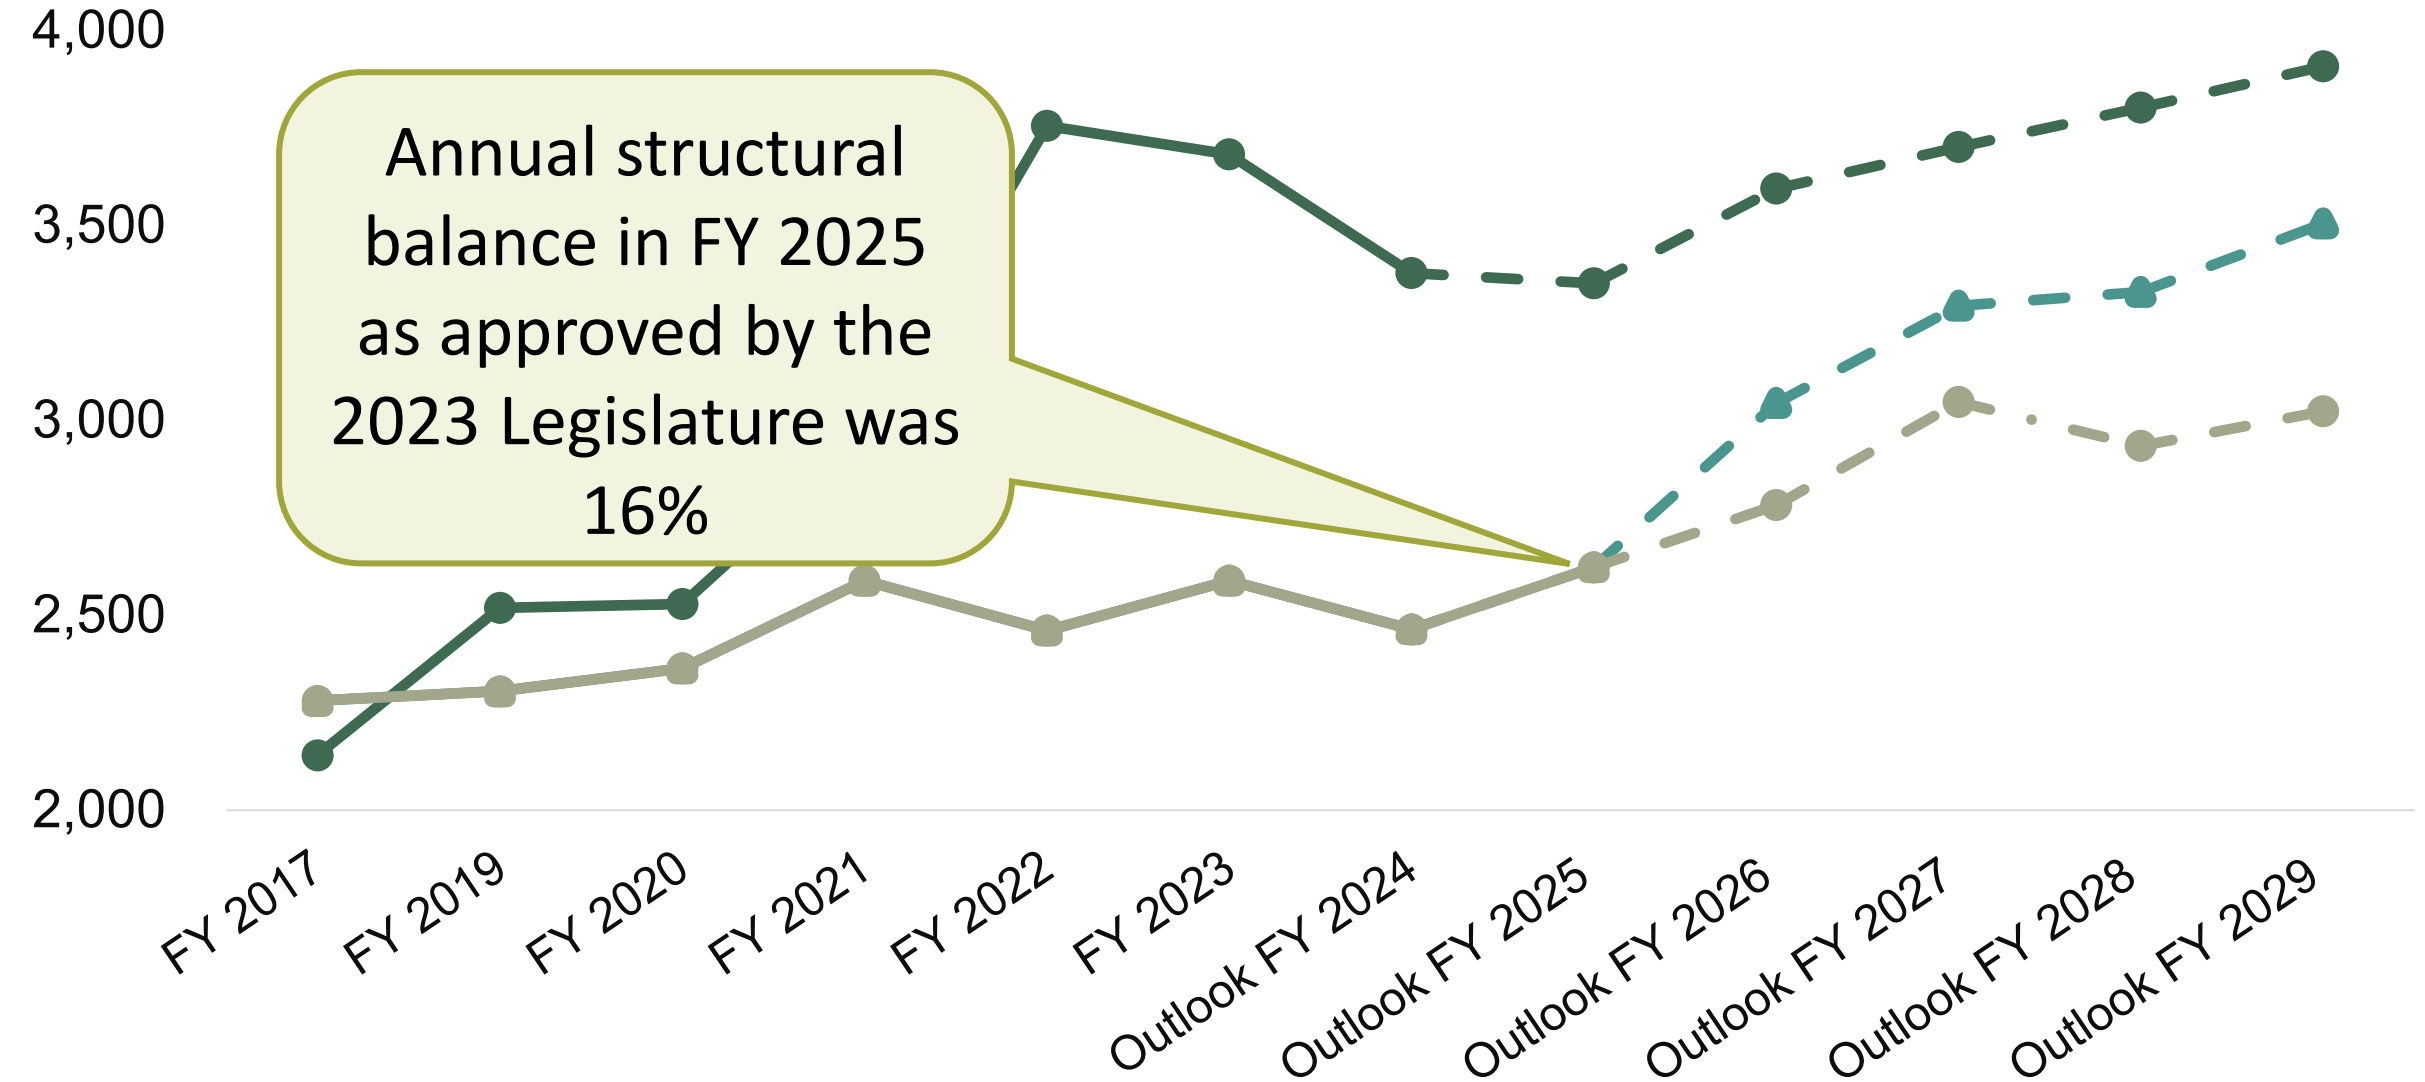 4,000
3,500
3,000
2,500
2,000
Annual structural
balance in FY 2025
as approved by the
2023 Legislature was
16%
FY 2017
FY 2019
FY 2020
FY 2021
FY 2022
FY 2023
Outlook FY 2024
Outlook FY 2025
Outlook FY 2026
Outlook FY 2027
Outlook FY 2028
Outlook FY 2029